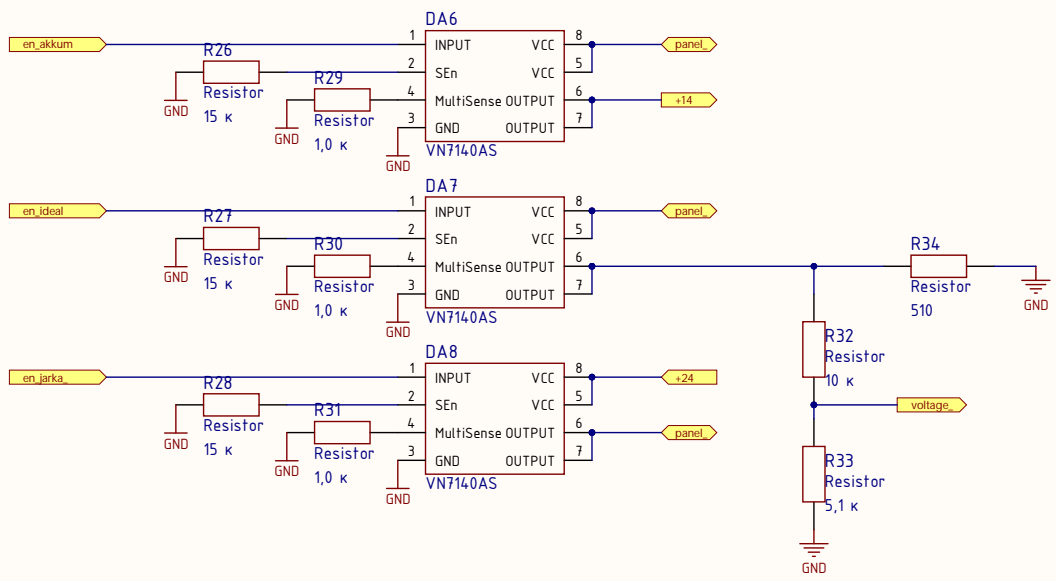 DA6
en_akkum
1
INPUT
VCC
8
panel_
R26
2
SEn
VCC
5
Resistor
R29
4
MultiSense
OUTPUT
6
+14
GND
15 к
Resistor
3
GND
OUTPUT
7
GND
1,0 к
VN7140AS
GND
DA7
en_ideal
1
INPUT
VCC
8
panel_
R27
2
SEn
VCC
5
Resistor
R30
4
MultiSense
OUTPUT
6
R34
GND
15 к
Resistor
3
GND
OUTPUT
7
Resistor
GND
1,0 к
VN7140AS
510
GND
GND
R32
Resistor
10 к
DA8
en_jarka_
1
INPUT
VCC
8
+24
R28
2
SEn
VCC
5
voltage_
Resistor
R31
4
MultiSense
OUTPUT
6
panel_
GND
15 к
Resistor
3
GND
OUTPUT
7
GND
1,0 к
VN7140AS
GND
R33
Resistor
5,1 к
GND